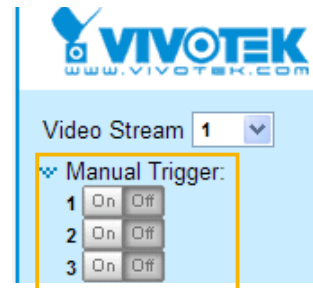 VIVOTEK
www.vivotek.com
Video Stream 1
Manual Trigger:
1 On Off
2 On Off
3 On Off